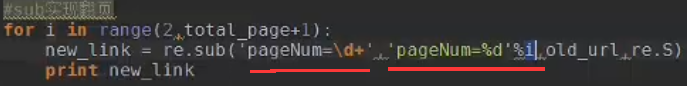 #sub实现翻页
for i in range(2,total_page+1):
new_link = re.sub('pageNum=\d+','pageNum=%d'%i,old_url,re.S)
print new_link